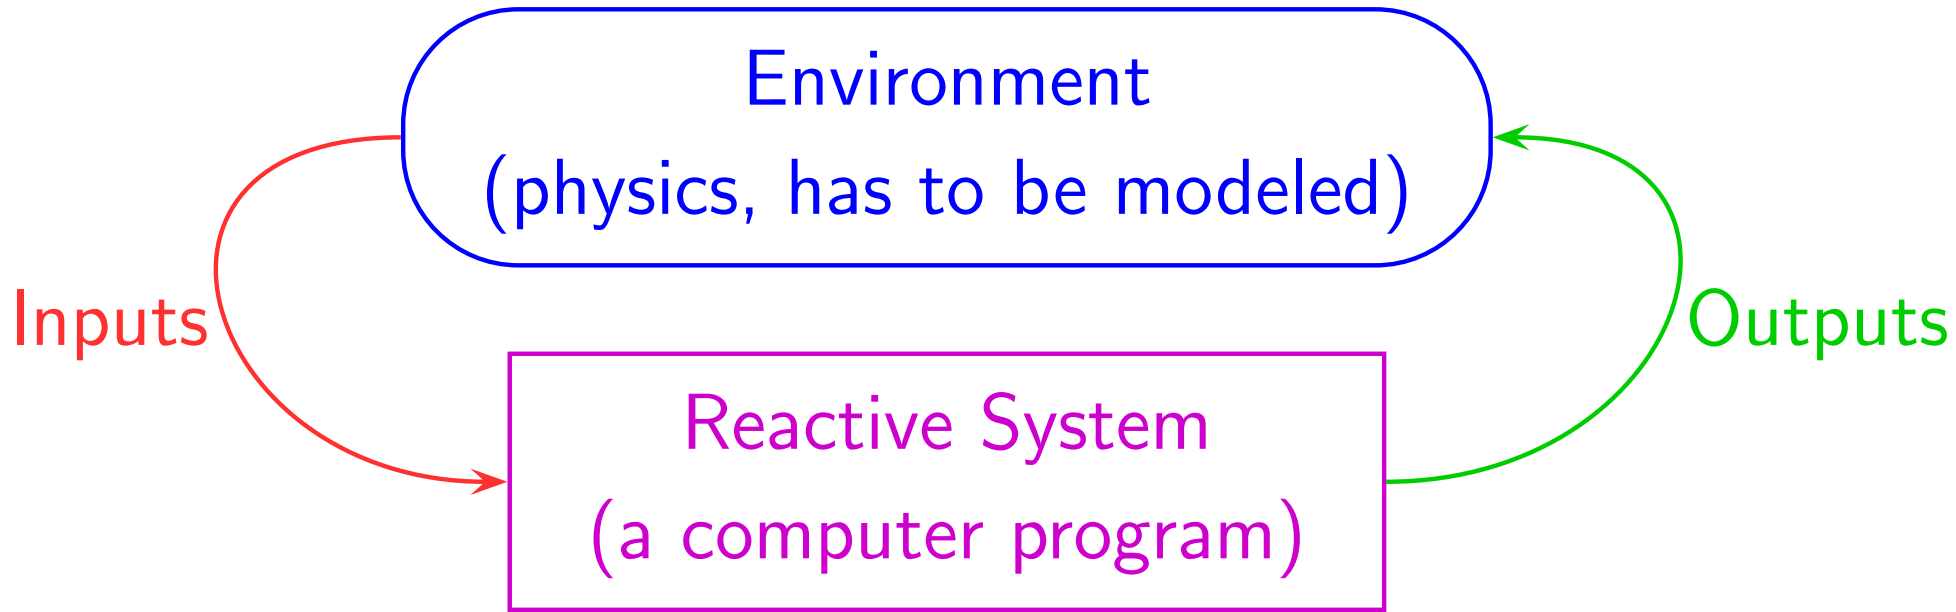 Environment
(physics, has to be modeled)
Inputs
Outputs
Reactive System
(a computer program)